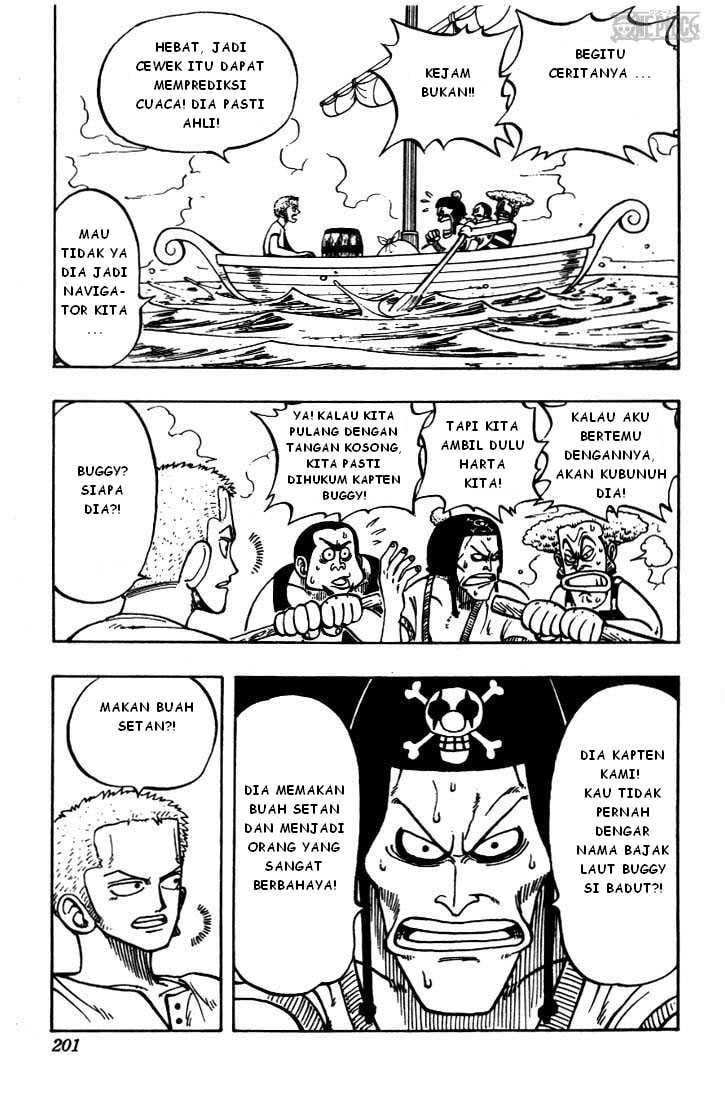 ONE PIECE
BEGITU
CERITANYA ...
KEJAM
BUKAN!!
HEBAT, JADI
CEWEK ITU DAPAT
MEMPREDIKSI
CUACA! DIA PASTI
AHLI!
MAU
TIDAK YA
DIA JADI
NAVIGA-
TOR KITA
...
KALAU AKU
BERTEMU
DENGANNYA,
AKAN KUBUNUH
DIA!
TAPI KITA
AMBIL DULU
HARTA
KITA!
YA! KALAU KITA
PULANG DENGAN
TANGAN KOSONG,
KITA PASTI
DIHUKUM KAPTEN
BUGGY!
BUGGY?
SIAPA
DIA?!
DIA KAPTEN
KAMI!
KAU TIDAK
PERNAH
DENGAR
NAMA BAJAK
LAUT BUGGY
SI BADUT?!
DIA MEMAKAN
BUAH SETAN
DAN MENJADI
ORANG YANG
SANGAT
BERBAHAYA!
MAKAN BUAH
SETAN?!
201